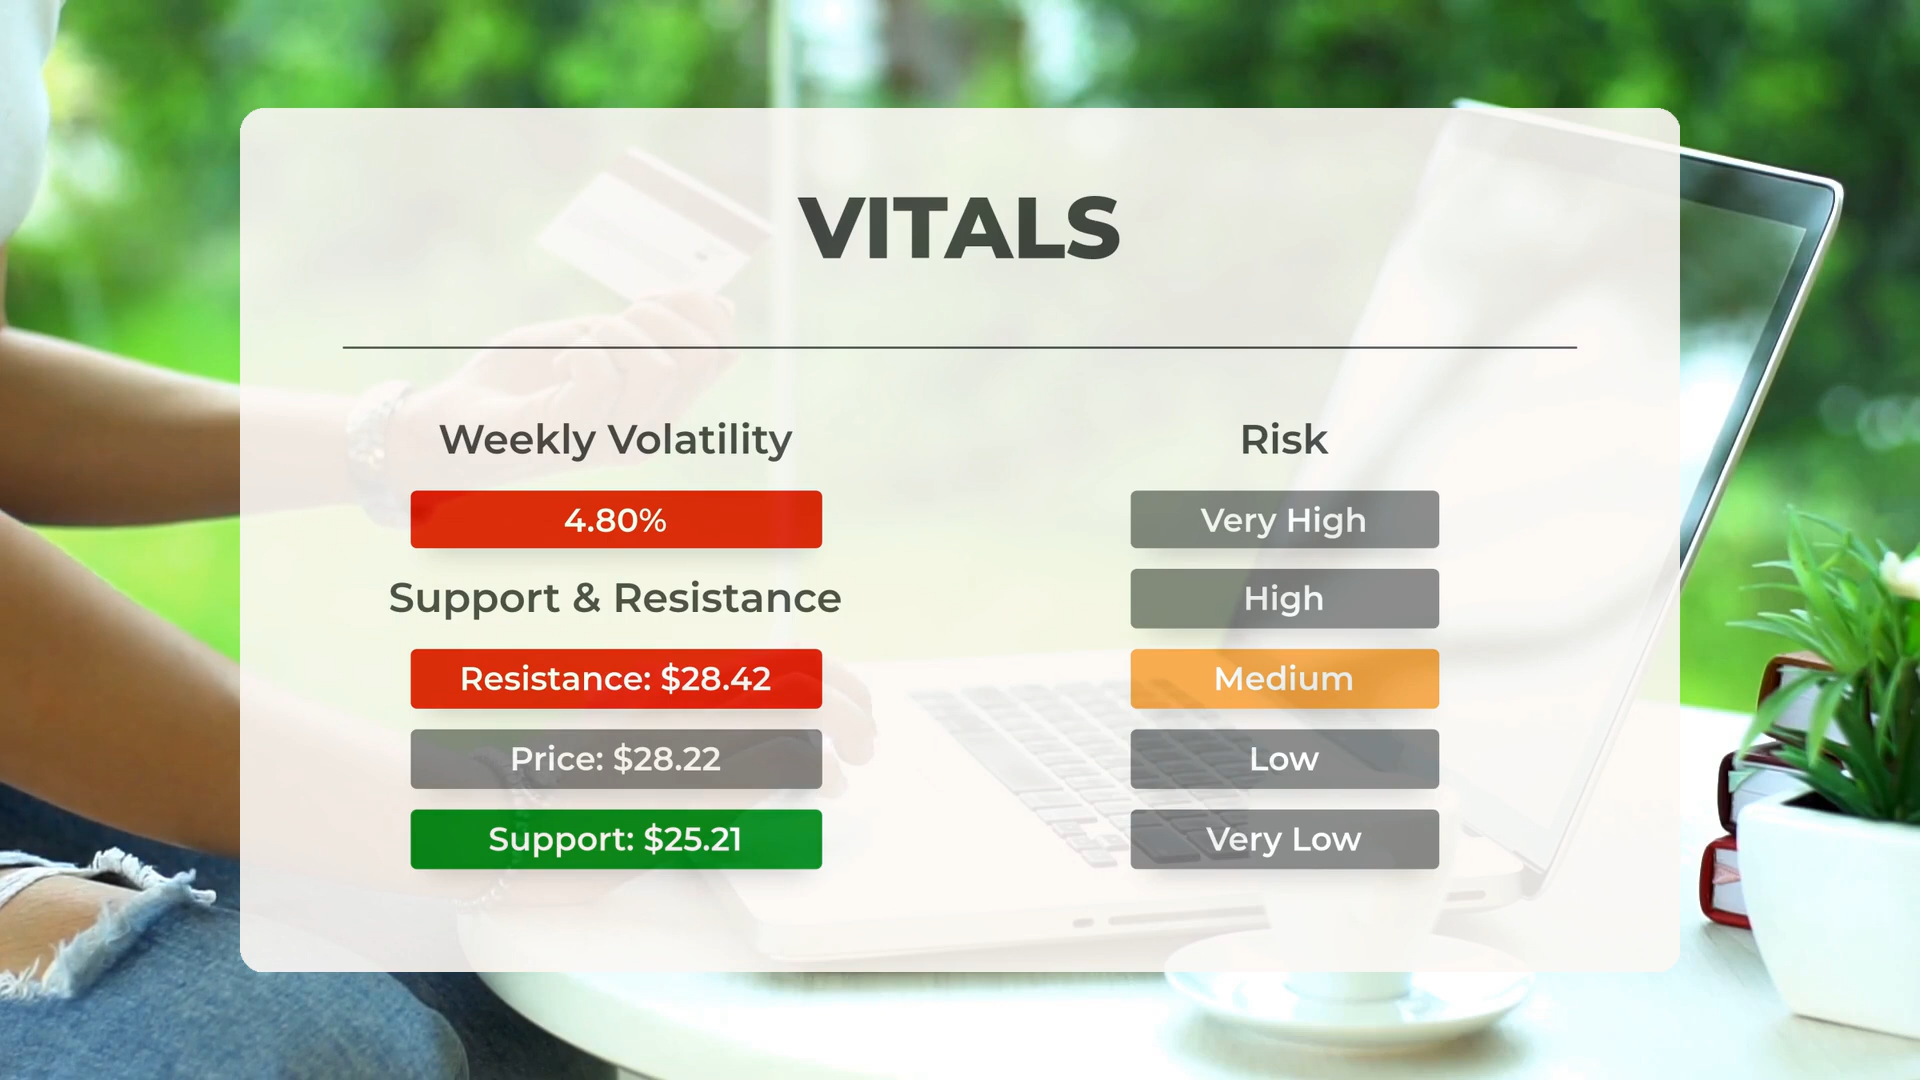 VITALS
Weekly Volatility
4.80%
Support & Resistance
Resistance: $28.42
Price: $28.22
Support: $25.21
Risk
Very High
High
Medium
Low
Very Low